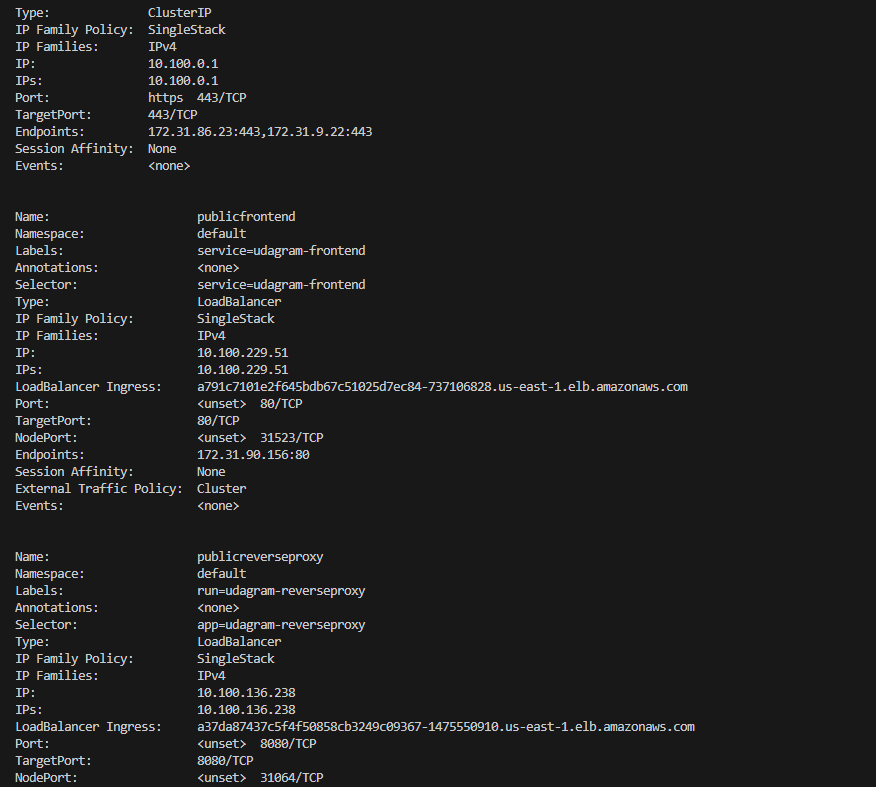 Type: ClusterIP
IP Family Policy: SingleStack
IP Families: IPv4
IP: 10.100.0.1
IPs: 10.100.0.1
Port: https 443/TCP
TargetPort: 443/TCP
Endpoints: 172.31.86.23:443,172.31.9.22:443
Session Affinity: None
Events: <none>
Name: publicfrontend
Namespace: default
Labels: service=udagram-frontend
Annotations: <none>
Selector: service=udagram-frontend
Type: LoadBalancer
IP Family Policy: SingleStack
IP Families: IPv4
IP: 10.100.229.51
IPs: 10.100.229.51
LoadBalancer Ingress: a791c7101e2f645bdb67c51025d7ec84-737106828.us-east-1.elb.amazonaws.com
Port: <unset> 80/TCP
TargetPort: 80/TCP
NodePort: <unset> 31523/TCP
Endpoints: 172.31.90.156:80
Session Affinity: None
External Traffic Policy: Cluster
Events: <none>
Name: publicreverseproxy
Namespace: default
Labels: run=udagram-reverseproxy
Annotations: <none>
Selector: app=udagram-reverseproxy
Type: LoadBalancer
IP Family Policy: SingleStack
IP Families: IPv4
IP: 10.100.136.238
IPs: 10.100.136.238
LoadBalancer Ingress: a37da87437c5f4f50858cb3249c09367-1475550910.us-east-1.elb.amazonaws.com
Port: <unset> 8080/TCP
TargetPort: 8080/TCP
NodePort: <unset> 31064/TCP